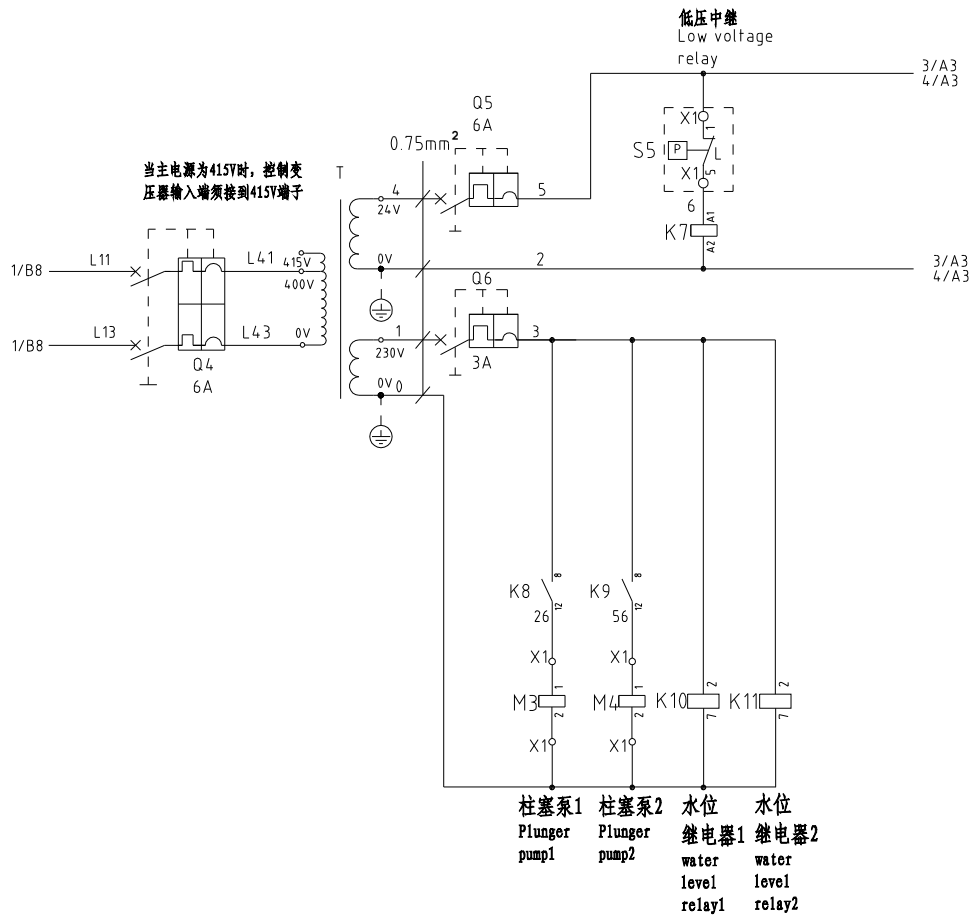 低压中继
Low voltage
relay
3/A3
4/A3
Q5
6A
0.75mm²
X1
1
S5
P
L
X1
5
6
K7
A1
A2
当主电源为415V时，控制变
压器输入端须接到415V端子
T
4
24V
5
0V
2
3/A3
4/A3
1/B8
L11
L41
415V
400V
1/B8
L13
L43
0V
Q4
6A
Q6
3A
1
230V
3
0V
0
K8
8
12
26
X1
M3
1
2
X1
K9
8
12
56
X1
M4
1
2
X1
K10
2
7
K11
2
7
柱塞泵1
Plunger
pump1
柱塞泵2
Plunger
pump2
水位
继电器1
water
level
relay1
水位
继电器2
water
level
relay2